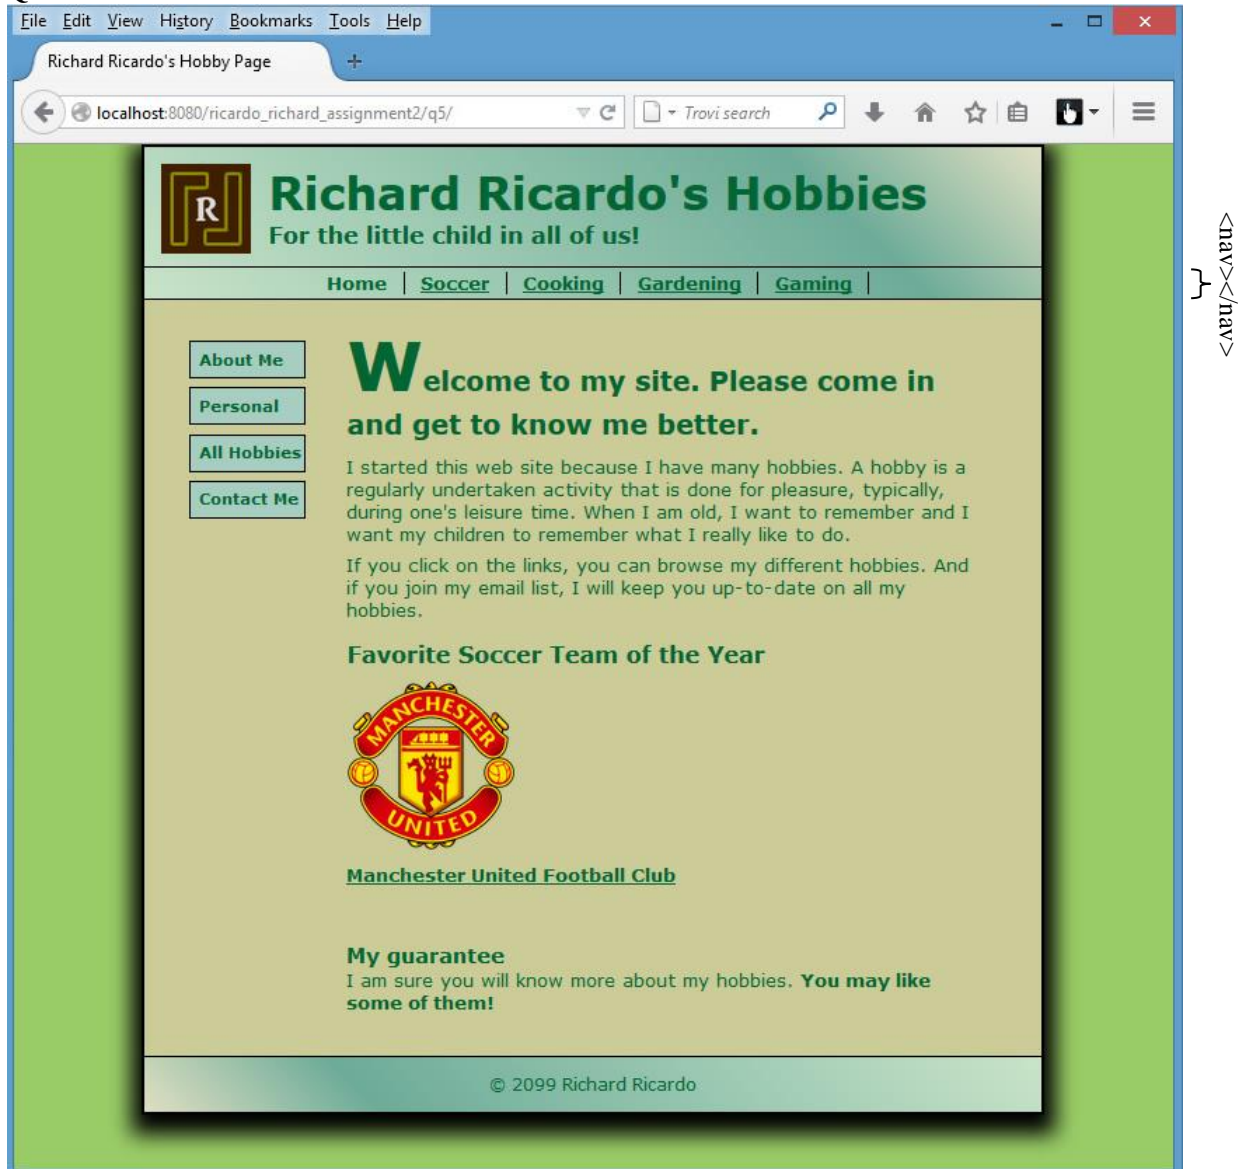 File Edit View History Bookmarks Tools Help
Richard Ricardo's Hobby Page +
localhost:8080/ricardo_richard_assignment2/q5/ Trovi search
R
Richard Ricardo's Hobbies
For the little child in all of us!
<nav></nav>
Home | Soccer | Cooking | Gardening | Gaming |
About Me
Personal
All Hobbies
Contact Me
Welcome to my site. Please come in
and get to know me better.
I started this web site because I have many hobbies. A hobby is a
regularly undertaken activity that is done for pleasure, typically,
during one's leisure time. When I am old, I want to remember and I
want my children to remember what I really like to do.
If you click on the links, you can browse my different hobbies. And
if you join my email list, I will keep you up-to-date on all my
hobbies.
Favorite Soccer Team of the Year
MANCHESTER
UNITED
Manchester United Football Club
My guarantee
I am sure you will know more about my hobbies. You may like
some of them!
© 2099 Richard Ricardo